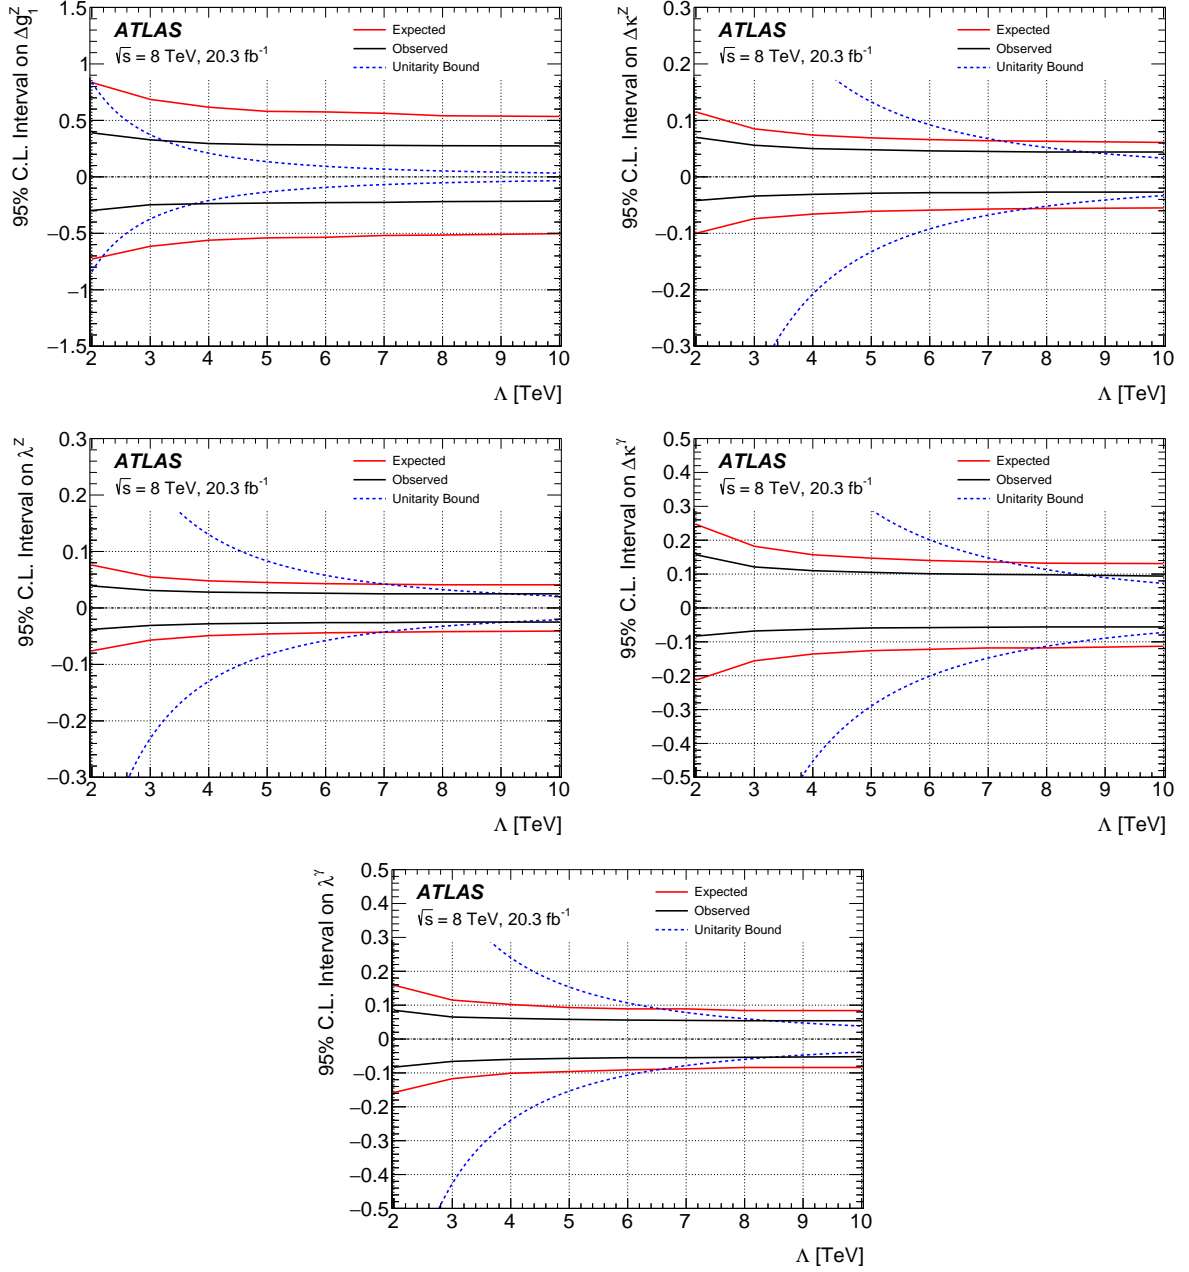 95% C.L. Interval on Δg₁ᶻ
ATLAS
√s = 8 TeV, 20.3 fb⁻¹
Expected
Observed
Unitarity Bound
1.5
1
0.5
0
−0.5
−1
−1.5
2 3 4 5 6 7 8 9 10
Λ [TeV]
95% C.L. Interval on Δκᶻ
ATLAS
√s = 8 TeV, 20.3 fb⁻¹
Expected
Observed
Unitarity Bound
0.3
0.2
0.1
0
−0.1
−0.2
−0.3
2 3 4 5 6 7 8 9 10
Λ [TeV]
95% C.L. Interval on λᶻ
ATLAS
√s = 8 TeV, 20.3 fb⁻¹
Expected
Observed
Unitarity Bound
0.3
0.2
0.1
0
−0.1
−0.2
−0.3
2 3 4 5 6 7 8 9 10
Λ [TeV]
95% C.L. Interval on Δκᵞ
ATLAS
√s = 8 TeV, 20.3 fb⁻¹
Expected
Observed
Unitarity Bound
0.5
0.4
0.3
0.2
0.1
0
−0.1
−0.2
−0.3
−0.4
−0.5
2 3 4 5 6 7 8 9 10
Λ [TeV]
95% C.L. Interval on λᵞ
ATLAS
√s = 8 TeV, 20.3 fb⁻¹
Expected
Observed
Unitarity Bound
0.5
0.4
0.3
0.2
0.1
0
−0.1
−0.2
−0.3
−0.4
−0.5
2 3 4 5 6 7 8 9 10
Λ [TeV]